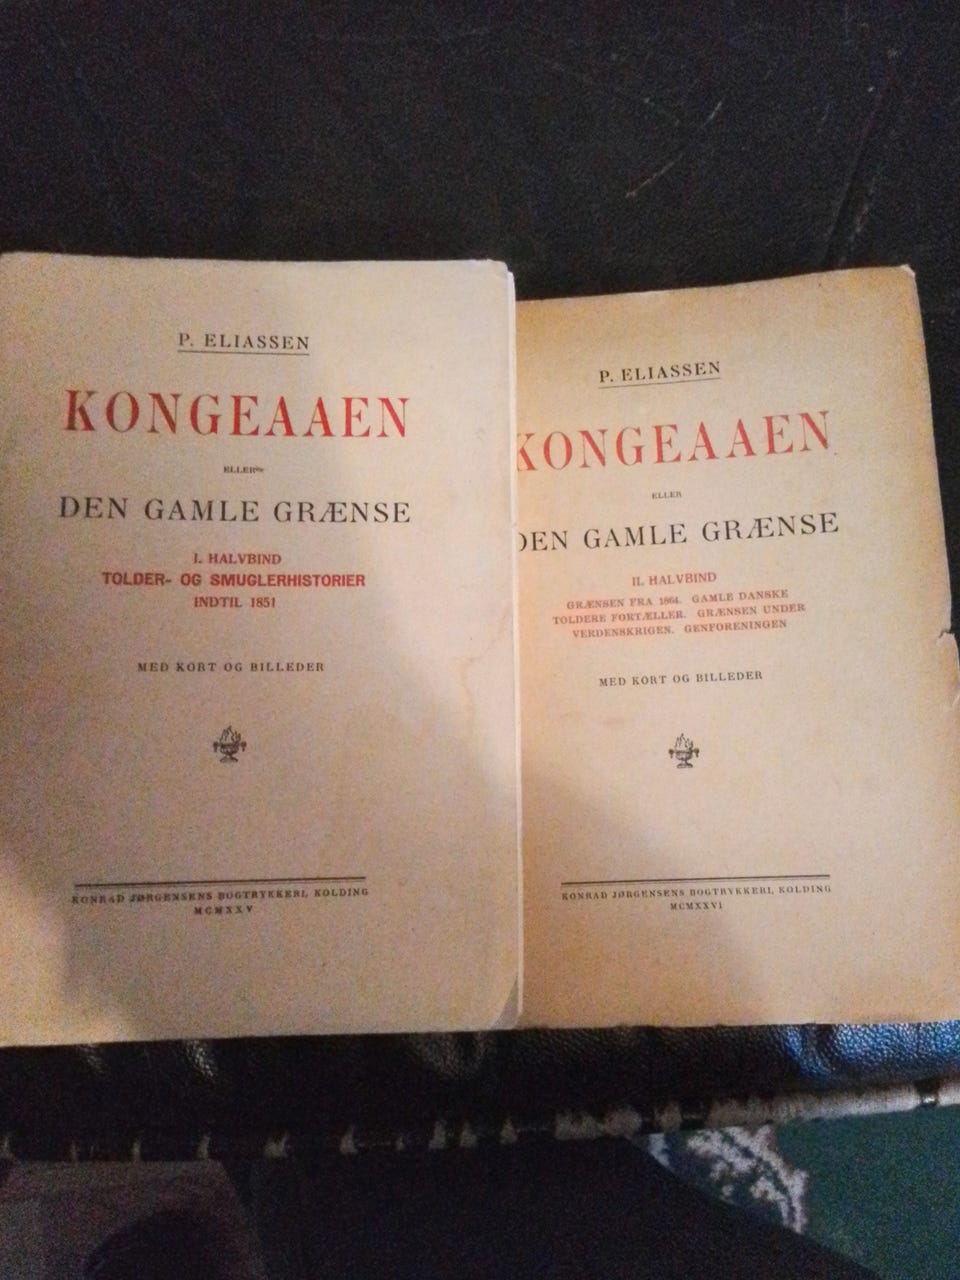 P. ELIASSEN
KONGEAAEN
ELLER
DEN GAMLE GRÆNSE
I. HALVBIND
TOLDER- OG SMUGLERHISTORIER
INDTIL 1851
MED KORT OG BILLEDER
KONRAD JØRGENSENS BOGTRYKKERI, KOLDING
MCMXXV
P. ELIASSEN
KONGEAAEN
ELLER
DEN GAMLE GRÆNSE
II. HALVBIND
GRÆNSEN FRA 1864. GAMLE DANSKE
TOLDERE FORTÆLLER. GRÆNSEN UNDER
VERDENSKRIGEN. GENFORENINGEN
MED KORT OG BILLEDER
KONRAD JØRGENSENS BOGTRYKKERI, KOLDING
MCMXXVI